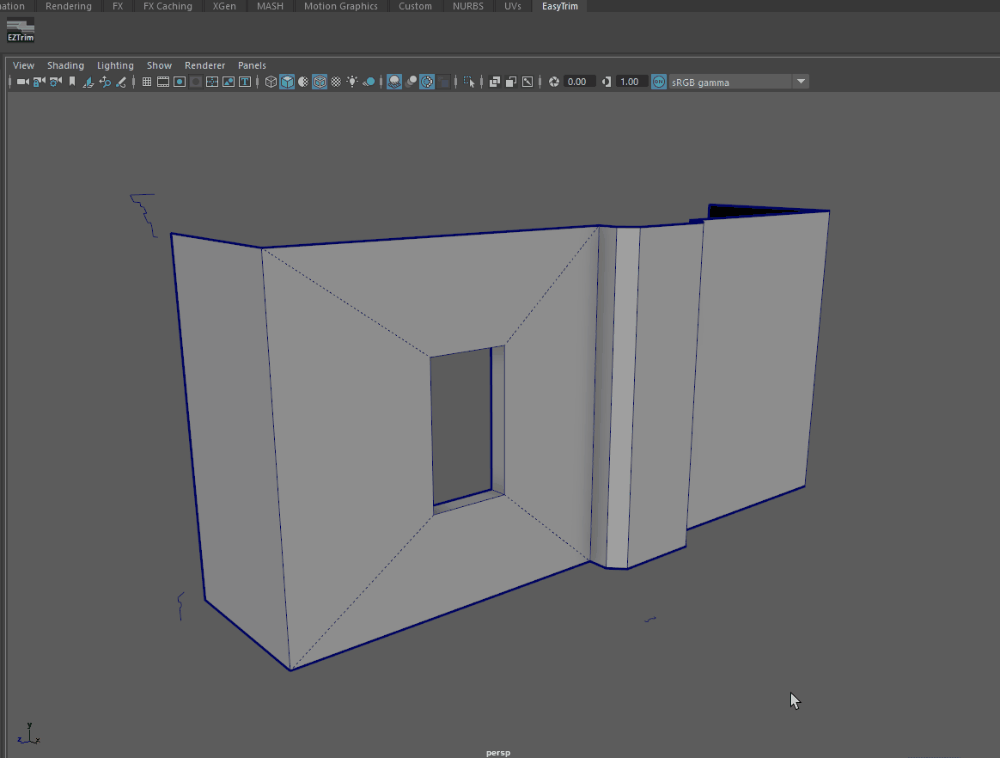 ation Rendering FX FX Caching XGen MASH Motion Graphics Custom NURBS UVs EasyTrim
EZTrim
View Shading Lighting Show Renderer Panels
0.00 1.00 sRGB gamma
y
z x
persp